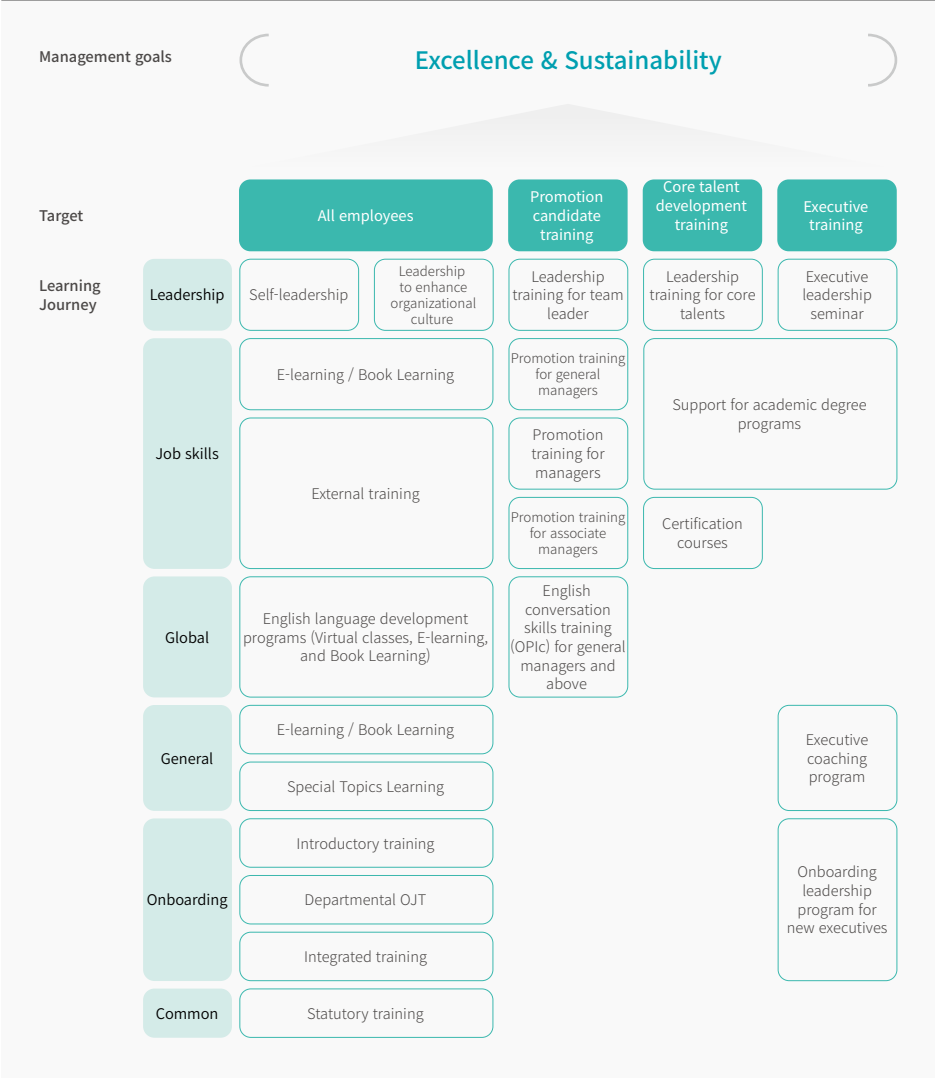 Management goals
Excellence & Sustainability
Target
All employees
Promotion
candidate
training
Core talent
development
training
Executive
training
Learning
Journey
Leadership
Self-leadership
Leadership
to enhance
organizational
culture
Leadership
training for team
leader
Leadership
training for core
talents
Executive
leadership
seminar
Job skills
E-learning / Book Learning
External training
Promotion training
for general
managers
Promotion
training for
managers
Promotion training
for associate
managers
Support for academic degree
programs
Certification
courses
Global
English language development
programs (Virtual classes, E-learning,
and Book Learning)
English
conversation
skills training
(OPIc) for general
managers and
above
General
E-learning / Book Learning
Special Topics Learning
Executive
coaching
program
Onboarding
Introductory training
Departmental OJT
Integrated training
Onboarding
leadership
program for
new executives
Common
Statutory training